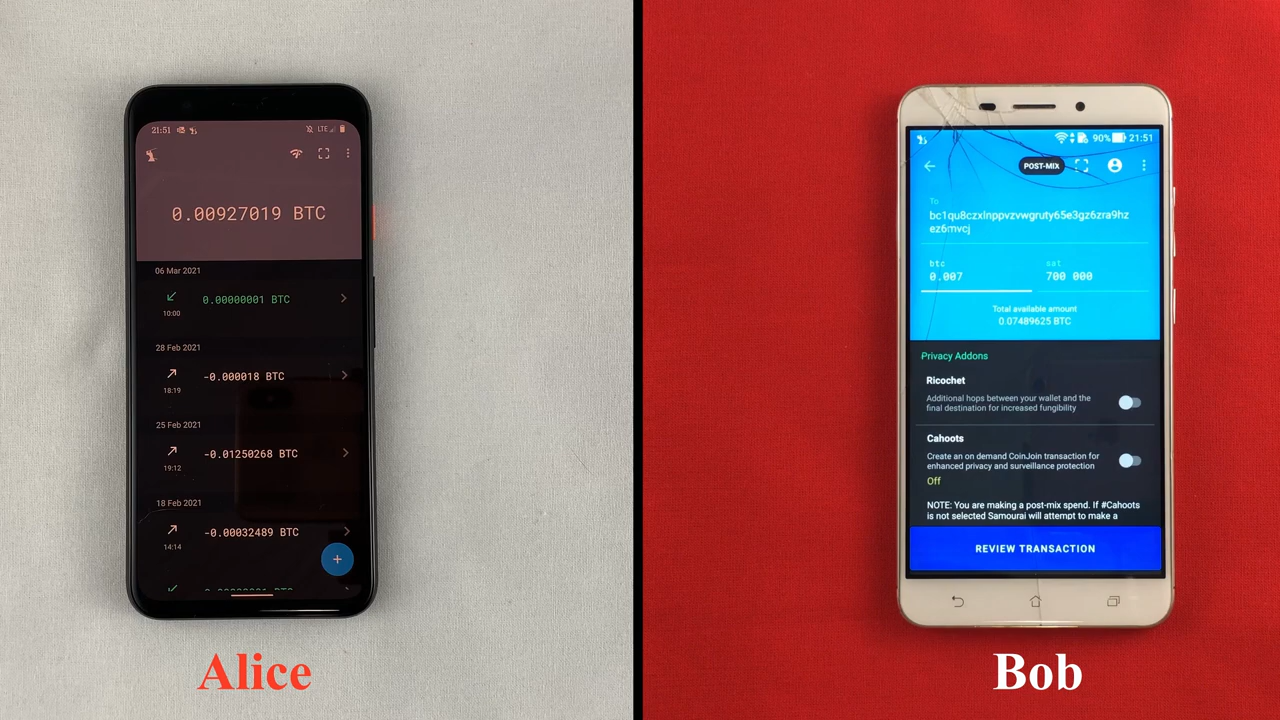 21:51
LTE
0.00927019 BTC
06 Mar 2021
0.00000001 BTC
10:00
28 Feb 2021
-0.000018 BTC
18:19
25 Feb 2021
-0.01250268 BTC
19:12
18 Feb 2021
-0.00032489 BTC
14:14
+
Alice
90% 21:51
POST-MIX
To
bc1qu8czxlnppvzvwgruty65e3gz6zra9hz
ez6mvcj
btc sat
0.007 700 000
Total available amount
0.07489625 BTC
Privacy Addons
Ricochet
Additional hops between your wallet and the
final destination for increased fungibility
Cahoots
Create an on demand CoinJoin transaction for
enhanced privacy and surveillance protection
Off
NOTE: You are making a post-mix spend. If #Cahoots
is not selected Samourai will attempt to make a
REVIEW TRANSACTION
Bob